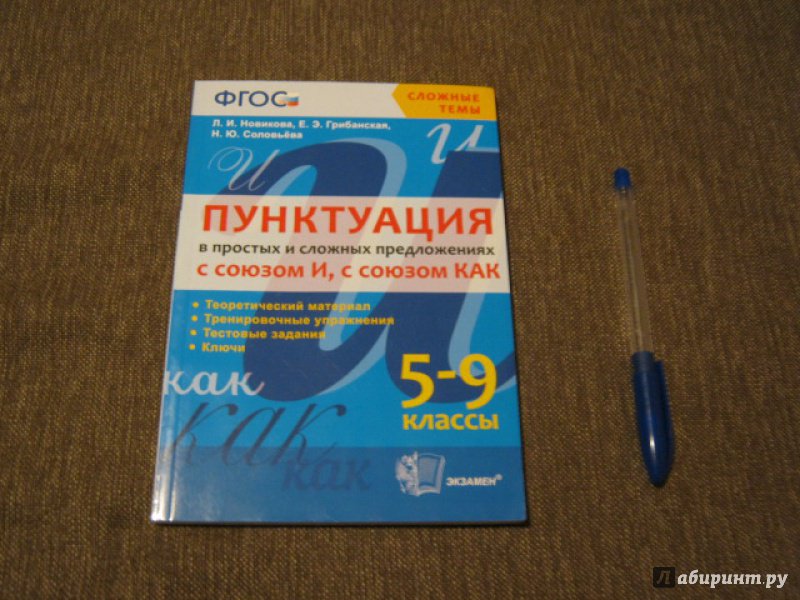 ФГОС
СЛОЖНЫЕ
ТЕМЫ
Л. И. Новикова, Е. Э. Грибанская,
Н. Ю. Соловьёва
и
и
и
ПУНКТУАЦИЯ
в простых и сложных предложениях
с союзом И, с союзом КАК
• Теоретический материал
• Тренировочные упражнения
• Тестовые задания
• Ключи
5-9
классы
как
как
как
ЭКЗАМЕН®
Лабиринт.ру